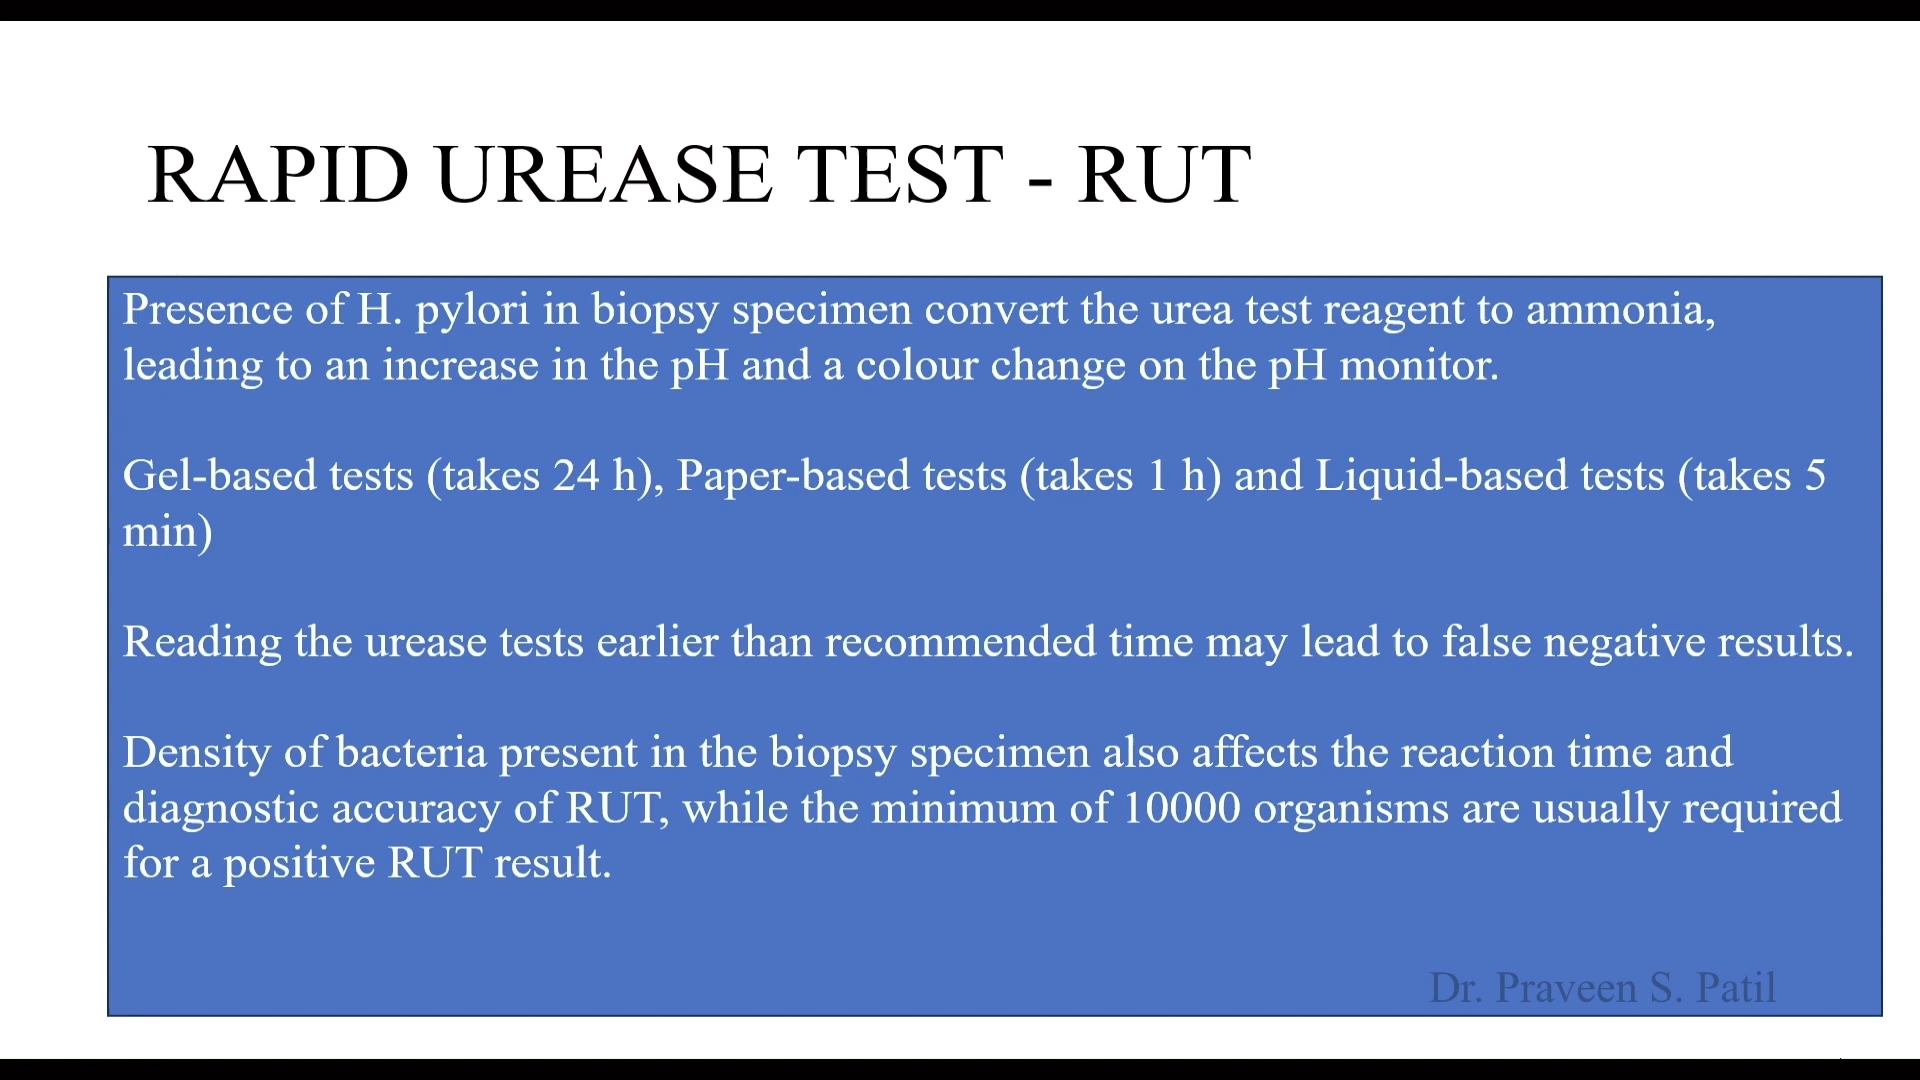 RAPID UREASE TEST - RUT
Presence of H. pylori in biopsy specimen convert the urea test reagent to ammonia,
leading to an increase in the pH and a colour change on the pH monitor.
Gel-based tests (takes 24 h), Paper-based tests (takes 1 h) and Liquid-based tests (takes 5
min)
Reading the urease tests earlier than recommended time may lead to false negative results.
Density of bacteria present in the biopsy specimen also affects the reaction time and
diagnostic accuracy of RUT, while the minimum of 10000 organisms are usually required
for a positive RUT result.
Dr. Praveen S. Patil